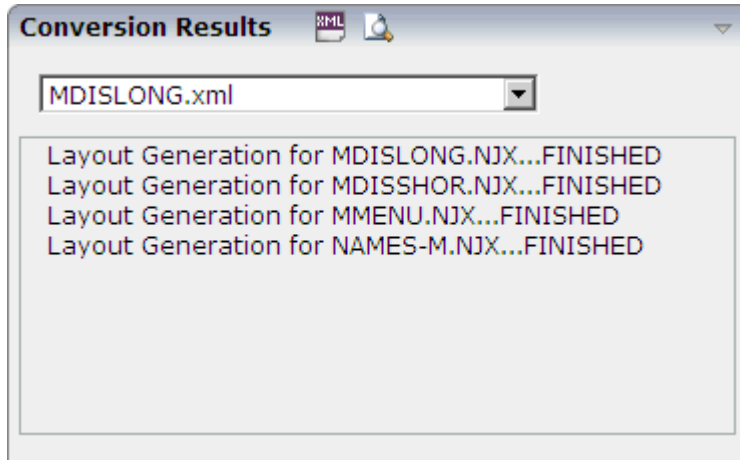 Conversion Results XML
MDISLONG.xml
Layout Generation for MDISLONG.NJX...FINISHED
Layout Generation for MDISSHOR.NJX...FINISHED
Layout Generation for MMENU.NJX...FINISHED
Layout Generation for NAMES-M.NJX...FINISHED